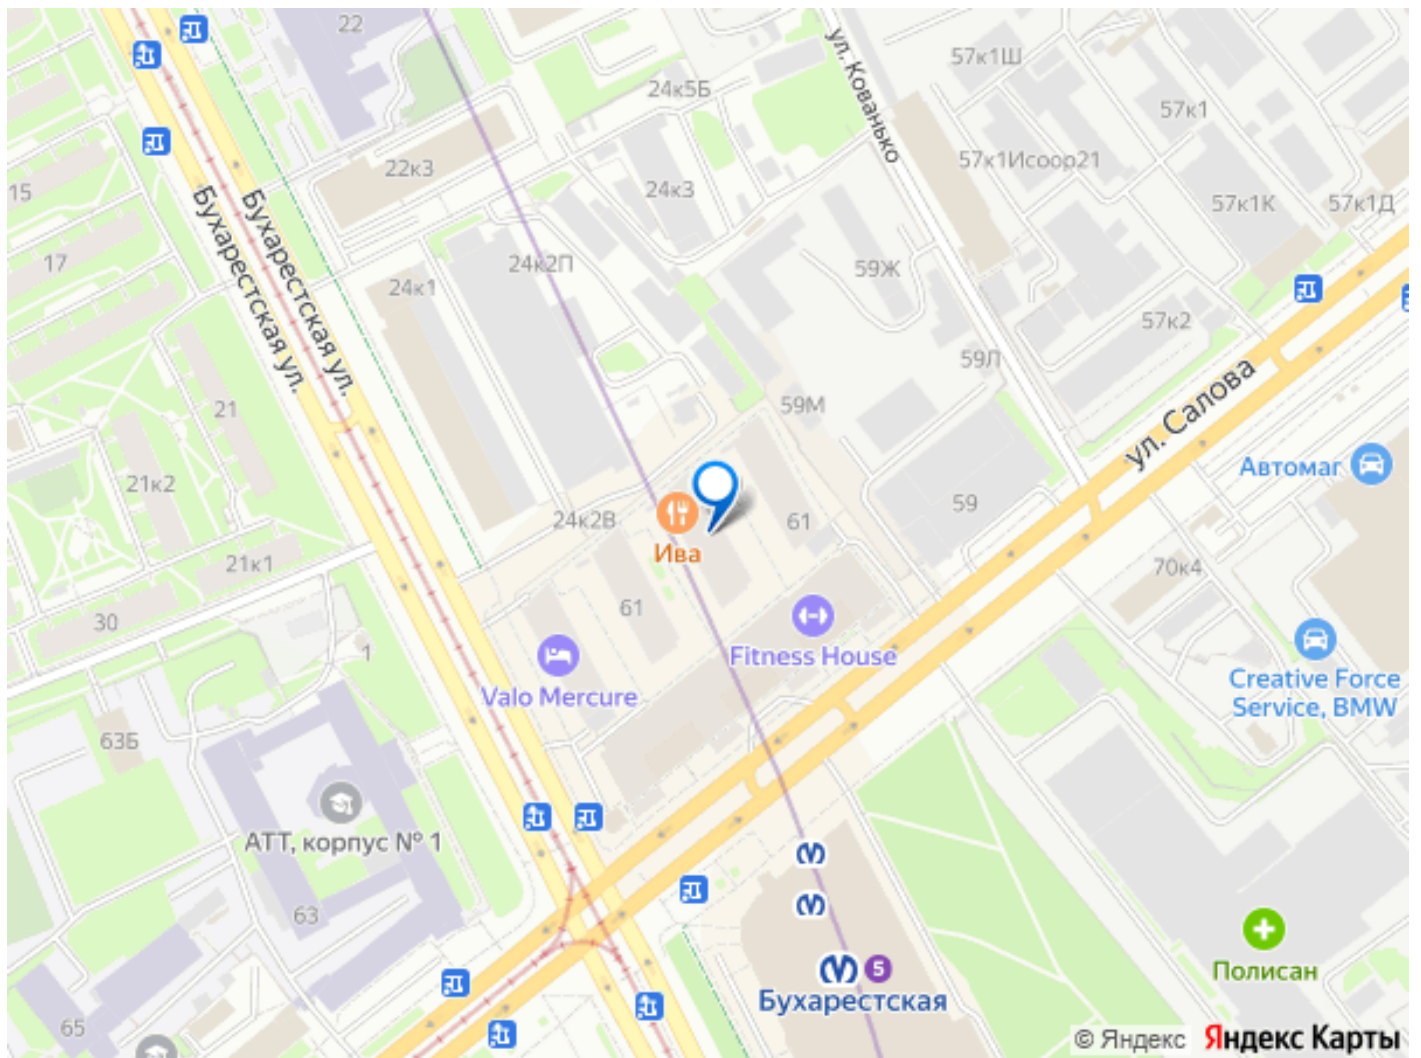 22
24к5Б
ул. Кованько
57к1Ш
57к1
22к3
24к3
57к1Исоор21
15
57к1К
57к1Д
Бухарестская ул.
Бухарестская ул.
17
24к1
24к2П
59Ж
57к2
59Л
ул. Салова
21
59М
Автомаг
21к2
24к2В
61
59
Ива
21к1
70к4
30
61
1
Fitness House
Valo Mercure
Creative Force
Service, BMW
63Б
АТТ, корпус № 1
63
5
Бухарестская
Полисан
65
© Яндекс Яндекс Карты